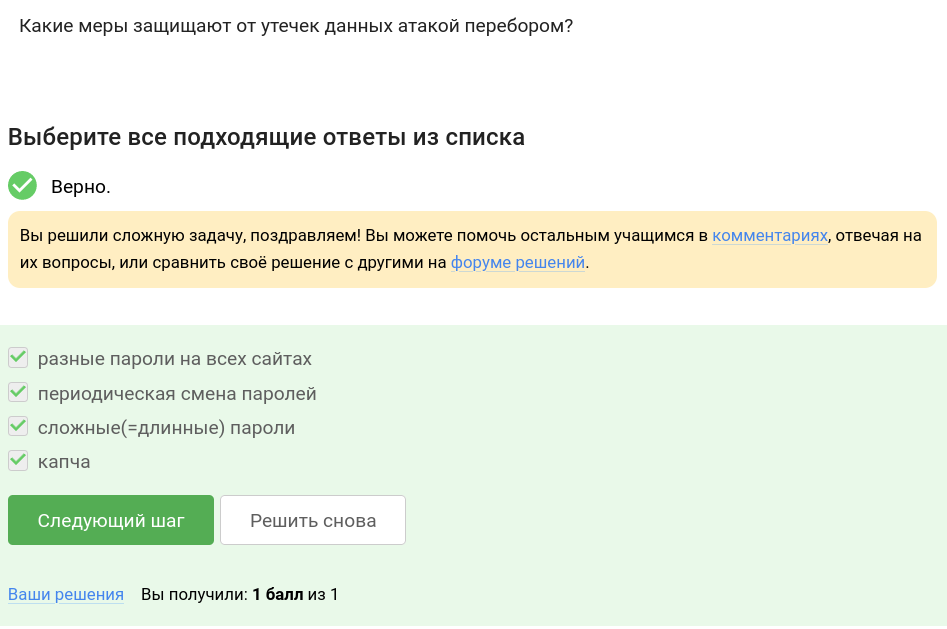 Какие меры защищают от утечек данных атакой перебором?
Выберите все подходящие ответы из списка
Верно.
Вы решили сложную задачу, поздравляем! Вы можете помочь остальным учащимся в комментариях, отвечая на
их вопросы, или сравнить своё решение с другими на форуме решений.
разные пароли на всех сайтах
периодическая смена паролей
сложные(=длинные) пароли
капча
Следующий шаг Решить снова
Ваши решения Вы получили: 1 балл из 1